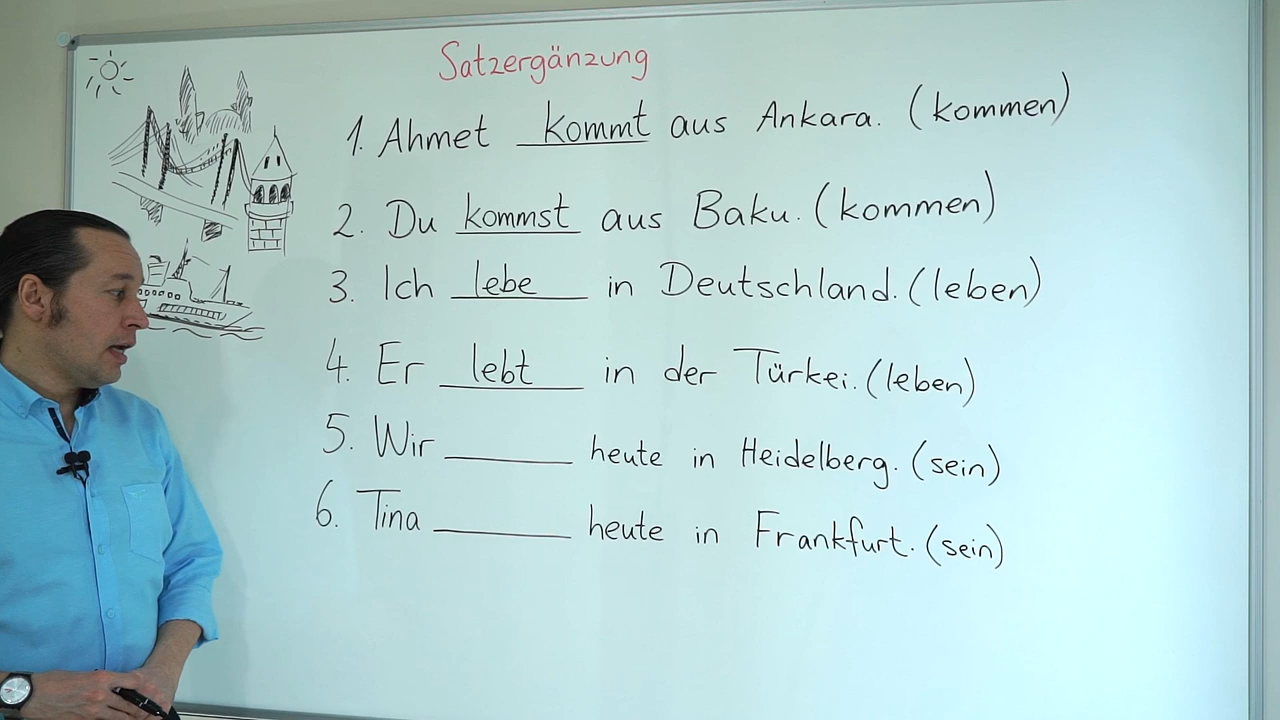 Satzergänzung
1. Ahmet kommt aus Ankara. (kommen)
2. Du kommst aus Baku. (kommen)
3. Ich lebe in Deutschland. (leben)
4. Er lebt in der Türkei. (leben)
5. Wir ______ heute in Heidelberg. (sein)
6. Tina ______ heute in Frankfurt. (sein)